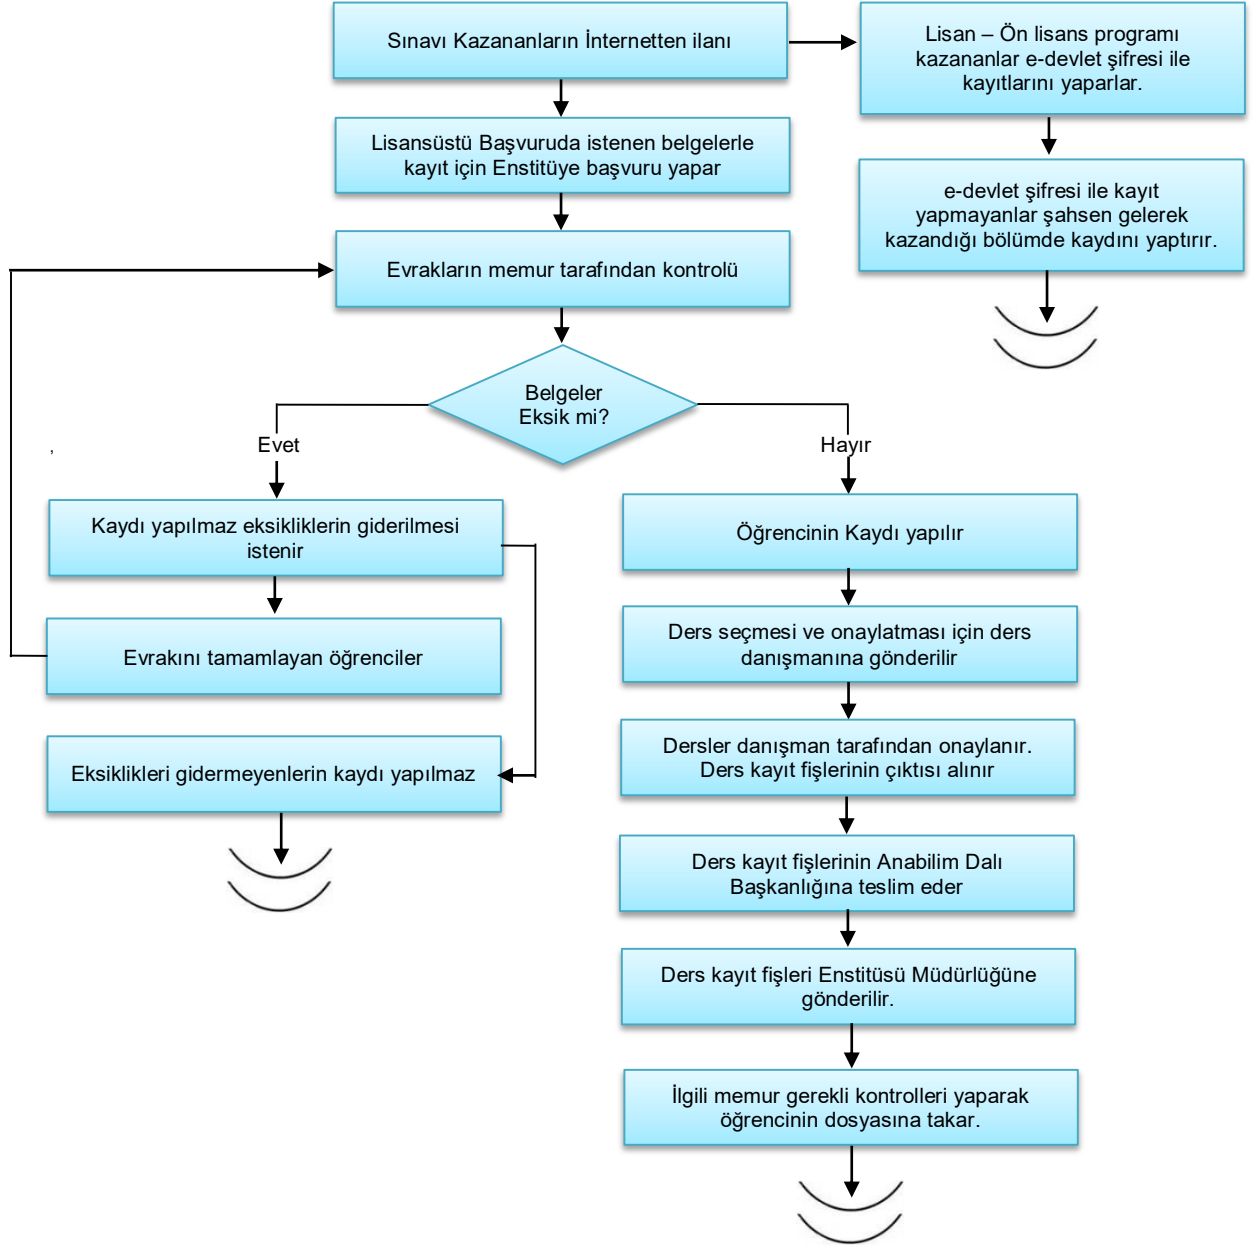 Sınavı Kazananların İnternetten ilanı
Lisan – Ön lisans programı
kazananlar e-devlet şifresi ile
kayıtlarını yaparlar.
Lisansüstü Başvuruda istenen belgelerle
kayıt için Enstitüye başvuru yapar
e-devlet şifresi ile kayıt
yapmayanlar şahsen gelerek
kazandığı bölümde kaydını yaptırır.
Evrakların memur tarafından kontrolü
Belgeler
Eksik mi?
,
Evet
Hayır
Kaydı yapılmaz eksikliklerin giderilmesi
istenir
Evrakını tamamlayan öğrenciler
Eksiklikleri gidermeyenlerin kaydı yapılmaz
Öğrencinin Kaydı yapılır
Ders seçmesi ve onaylatması için ders
danışmanına gönderilir
Dersler danışman tarafından onaylanır.
Ders kayıt fişlerinin çıktısı alınır
Ders kayıt fişlerinin Anabilim Dalı
Başkanlığına teslim eder
Ders kayıt fişleri Enstitüsü Müdürlüğüne
gönderilir.
İlgili memur gerekli kontrolleri yaparak
öğrencinin dosyasına takar.